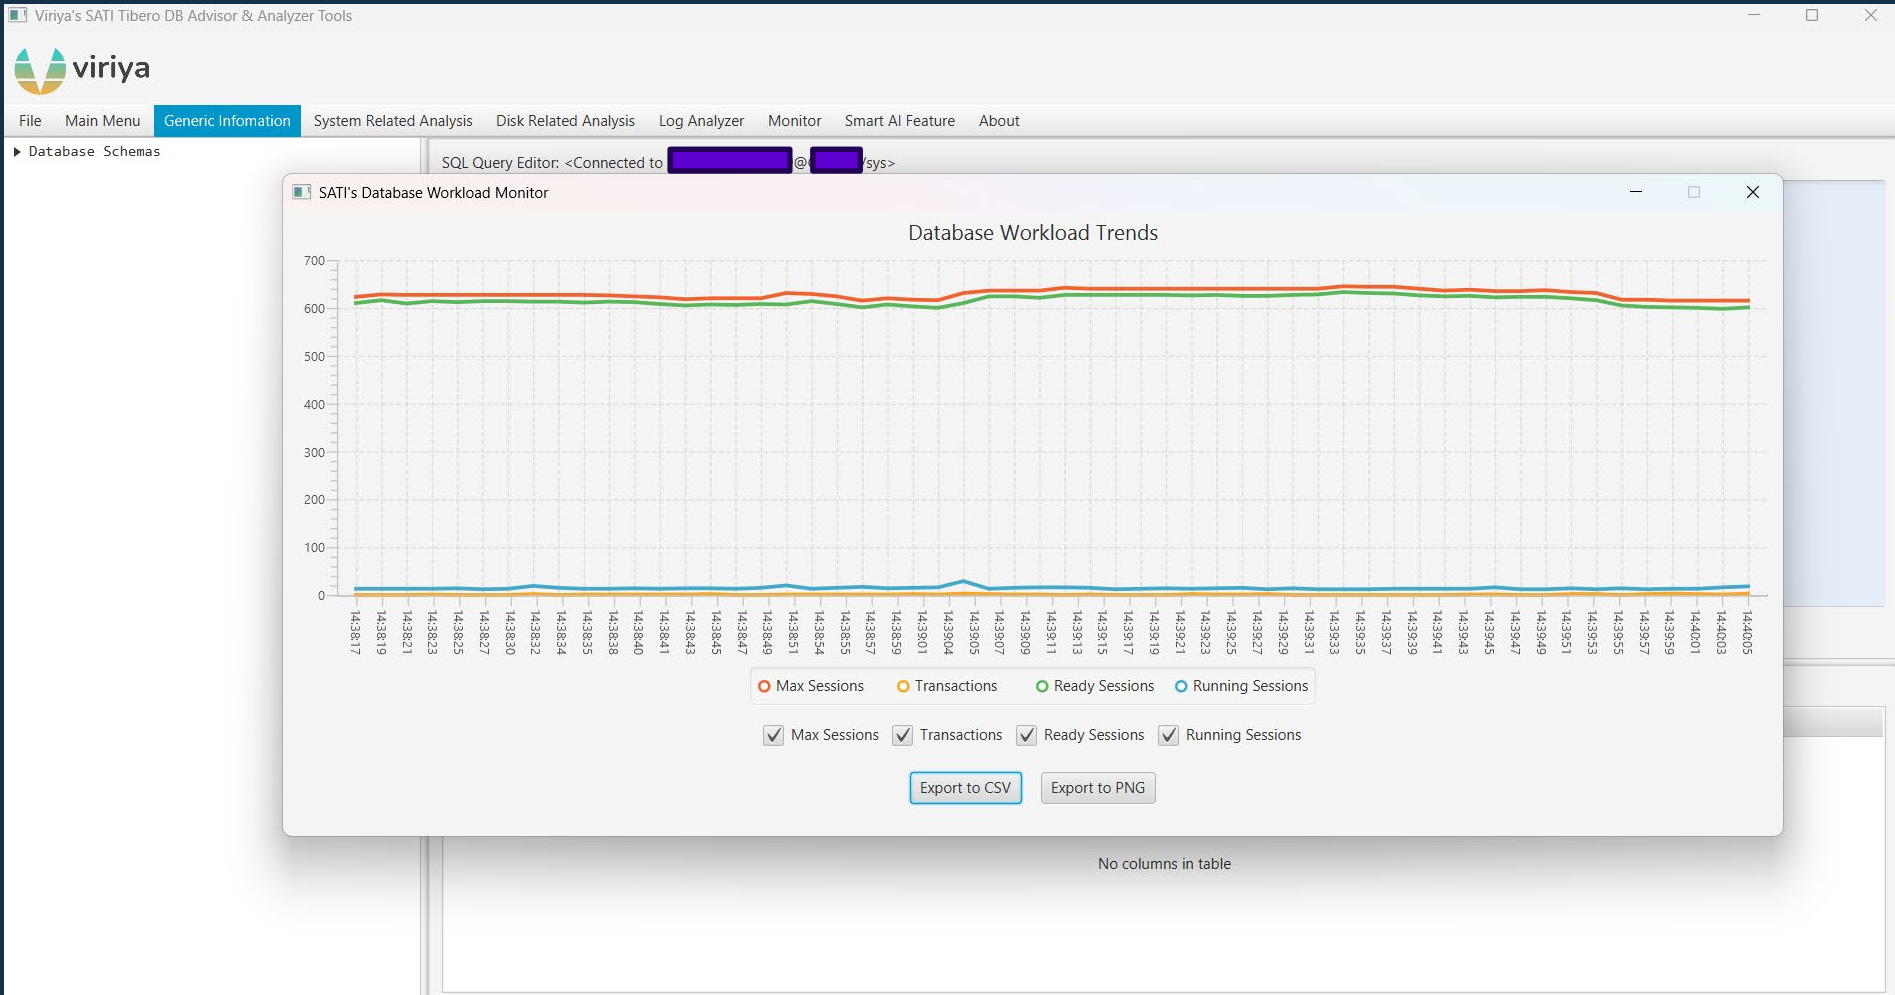 Viriya's SATI Tibero DB Advisor & Analyzer Tools
viriya
File Main Menu Generic Infomation System Related Analysis Disk Related Analysis Log Analyzer Monitor Smart AI Feature About
Database Schemas
SQL Query Editor: <Connected to @ /sys>
SATI's Database Workload Monitor
Database Workload Trends
700
600
500
400
300
200
100
0
14:38:17 14:38:19 14:38:21 14:38:23 14:38:25 14:38:27 14:38:30 14:38:32 14:38:34 14:38:35 14:38:38 14:38:40 14:38:41 14:38:43 14:38:45 14:38:47 14:38:49 14:38:51 14:38:54 14:38:55 14:38:57 14:38:59 14:39:01 14:39:04 14:39:05 14:39:07 14:39:09 14:39:11 14:39:13 14:39:15 14:39:17 14:39:19 14:39:21 14:39:23 14:39:25 14:39:27 14:39:29 14:39:31 14:39:33 14:39:35 14:39:37 14:39:39 14:39:41 14:39:43 14:39:45 14:39:47 14:39:49 14:39:51 14:39:53 14:39:55 14:39:57 14:39:59 14:40:01 14:40:03 14:40:05
Max Sessions Transactions Ready Sessions Running Sessions
Max Sessions Transactions Ready Sessions Running Sessions
Export to CSV Export to PNG
No columns in table